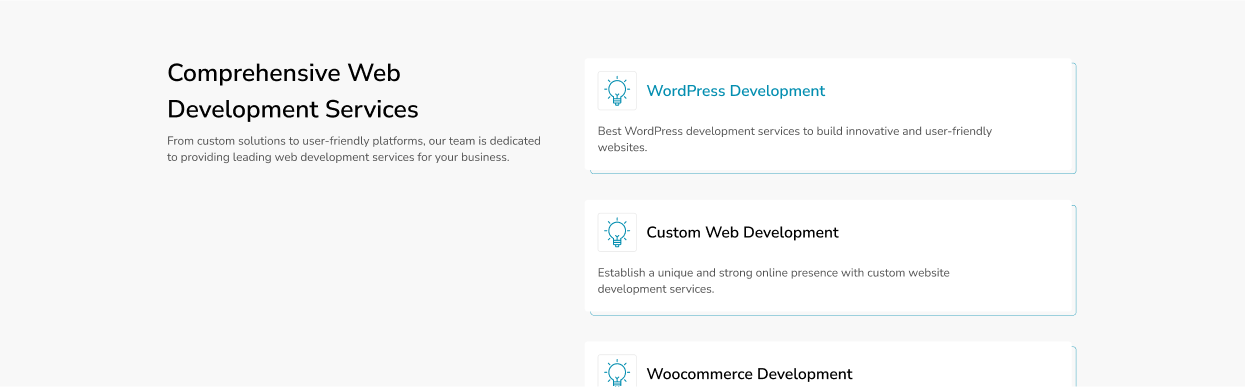 Comprehensive Web
Development Services
From custom solutions to user-friendly platforms, our team is dedicated
to providing leading web development services for your business.
WordPress Development
Best WordPress development services to build innovative and user-friendly
websites.
Custom Web Development
Establish a unique and strong online presence with custom website
development services.
Woocommerce Development